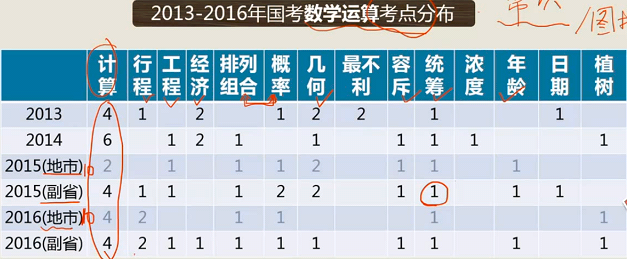 2013-2016年国考数学运算考点分布
计算 行程 工程 经济 排列组合 概率 几何 最不利 容斥 统筹 浓度 年龄 日期 植树
2013 4 1 2 1 2 2 1 1
2014 6 1 2 1 1 1 1 1 1
2015(地市) 2 1 1 1 2 1 1 1
2015(副省) 4 1 1 1 2 2 1 1 1 1
2016(地市) 4 2 1 1 1 1
2016(副省) 4 2 1 1 1 1 1 1 1 1 1